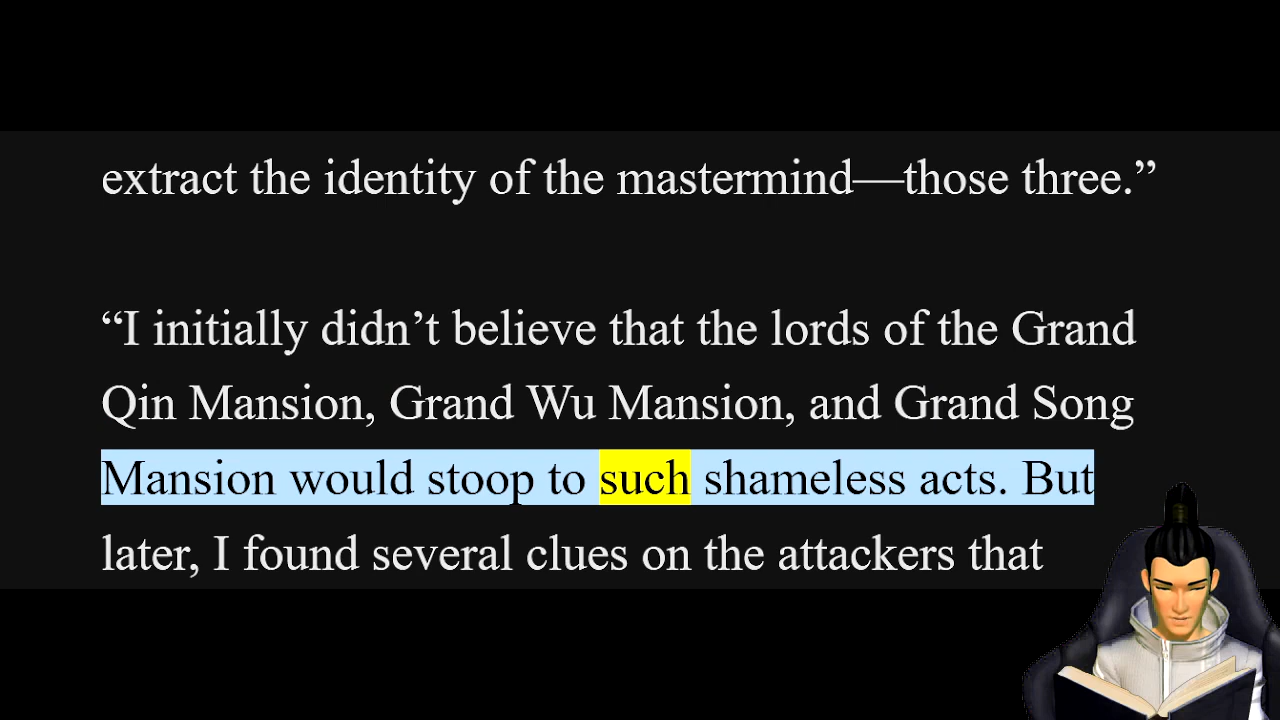 extract the identity of the mastermind—those three.”
“I initially didn’t believe that the lords of the Grand
Qin Mansion, Grand Wu Mansion, and Grand Song
Mansion would stoop to such shameless acts. But
later, I found several clues on the attackers that